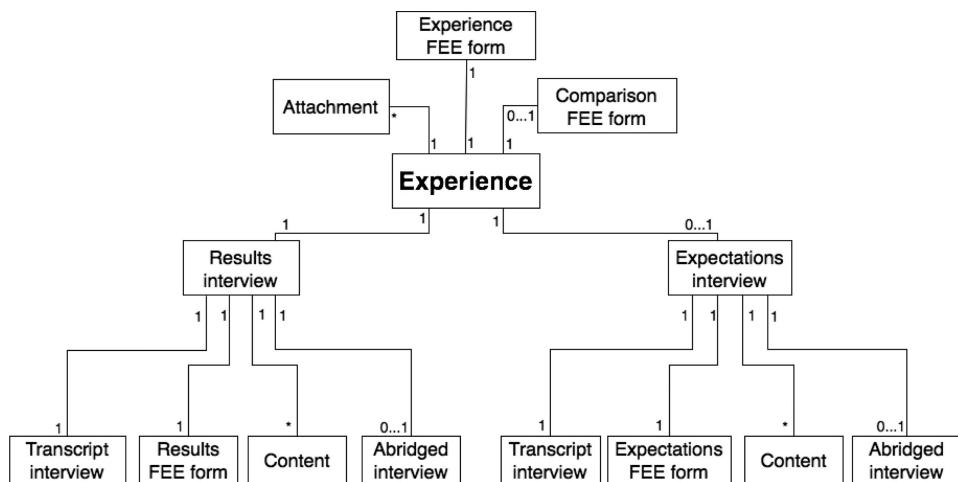 Experience
FEE form
1
Attachment
*
Comparison
FEE form
0...1
1
1
1
Experience
1
1
1
0...1
Results
interview
Expectations
interview
1
1
1
1
1
1
1
1
1
1
*
0...1
1
1
*
0...1
Transcript
interview
Results
FEE form
Content
Abridged
interview
Transcript
interview
Expectations
FEE form
Content
Abridged
interview